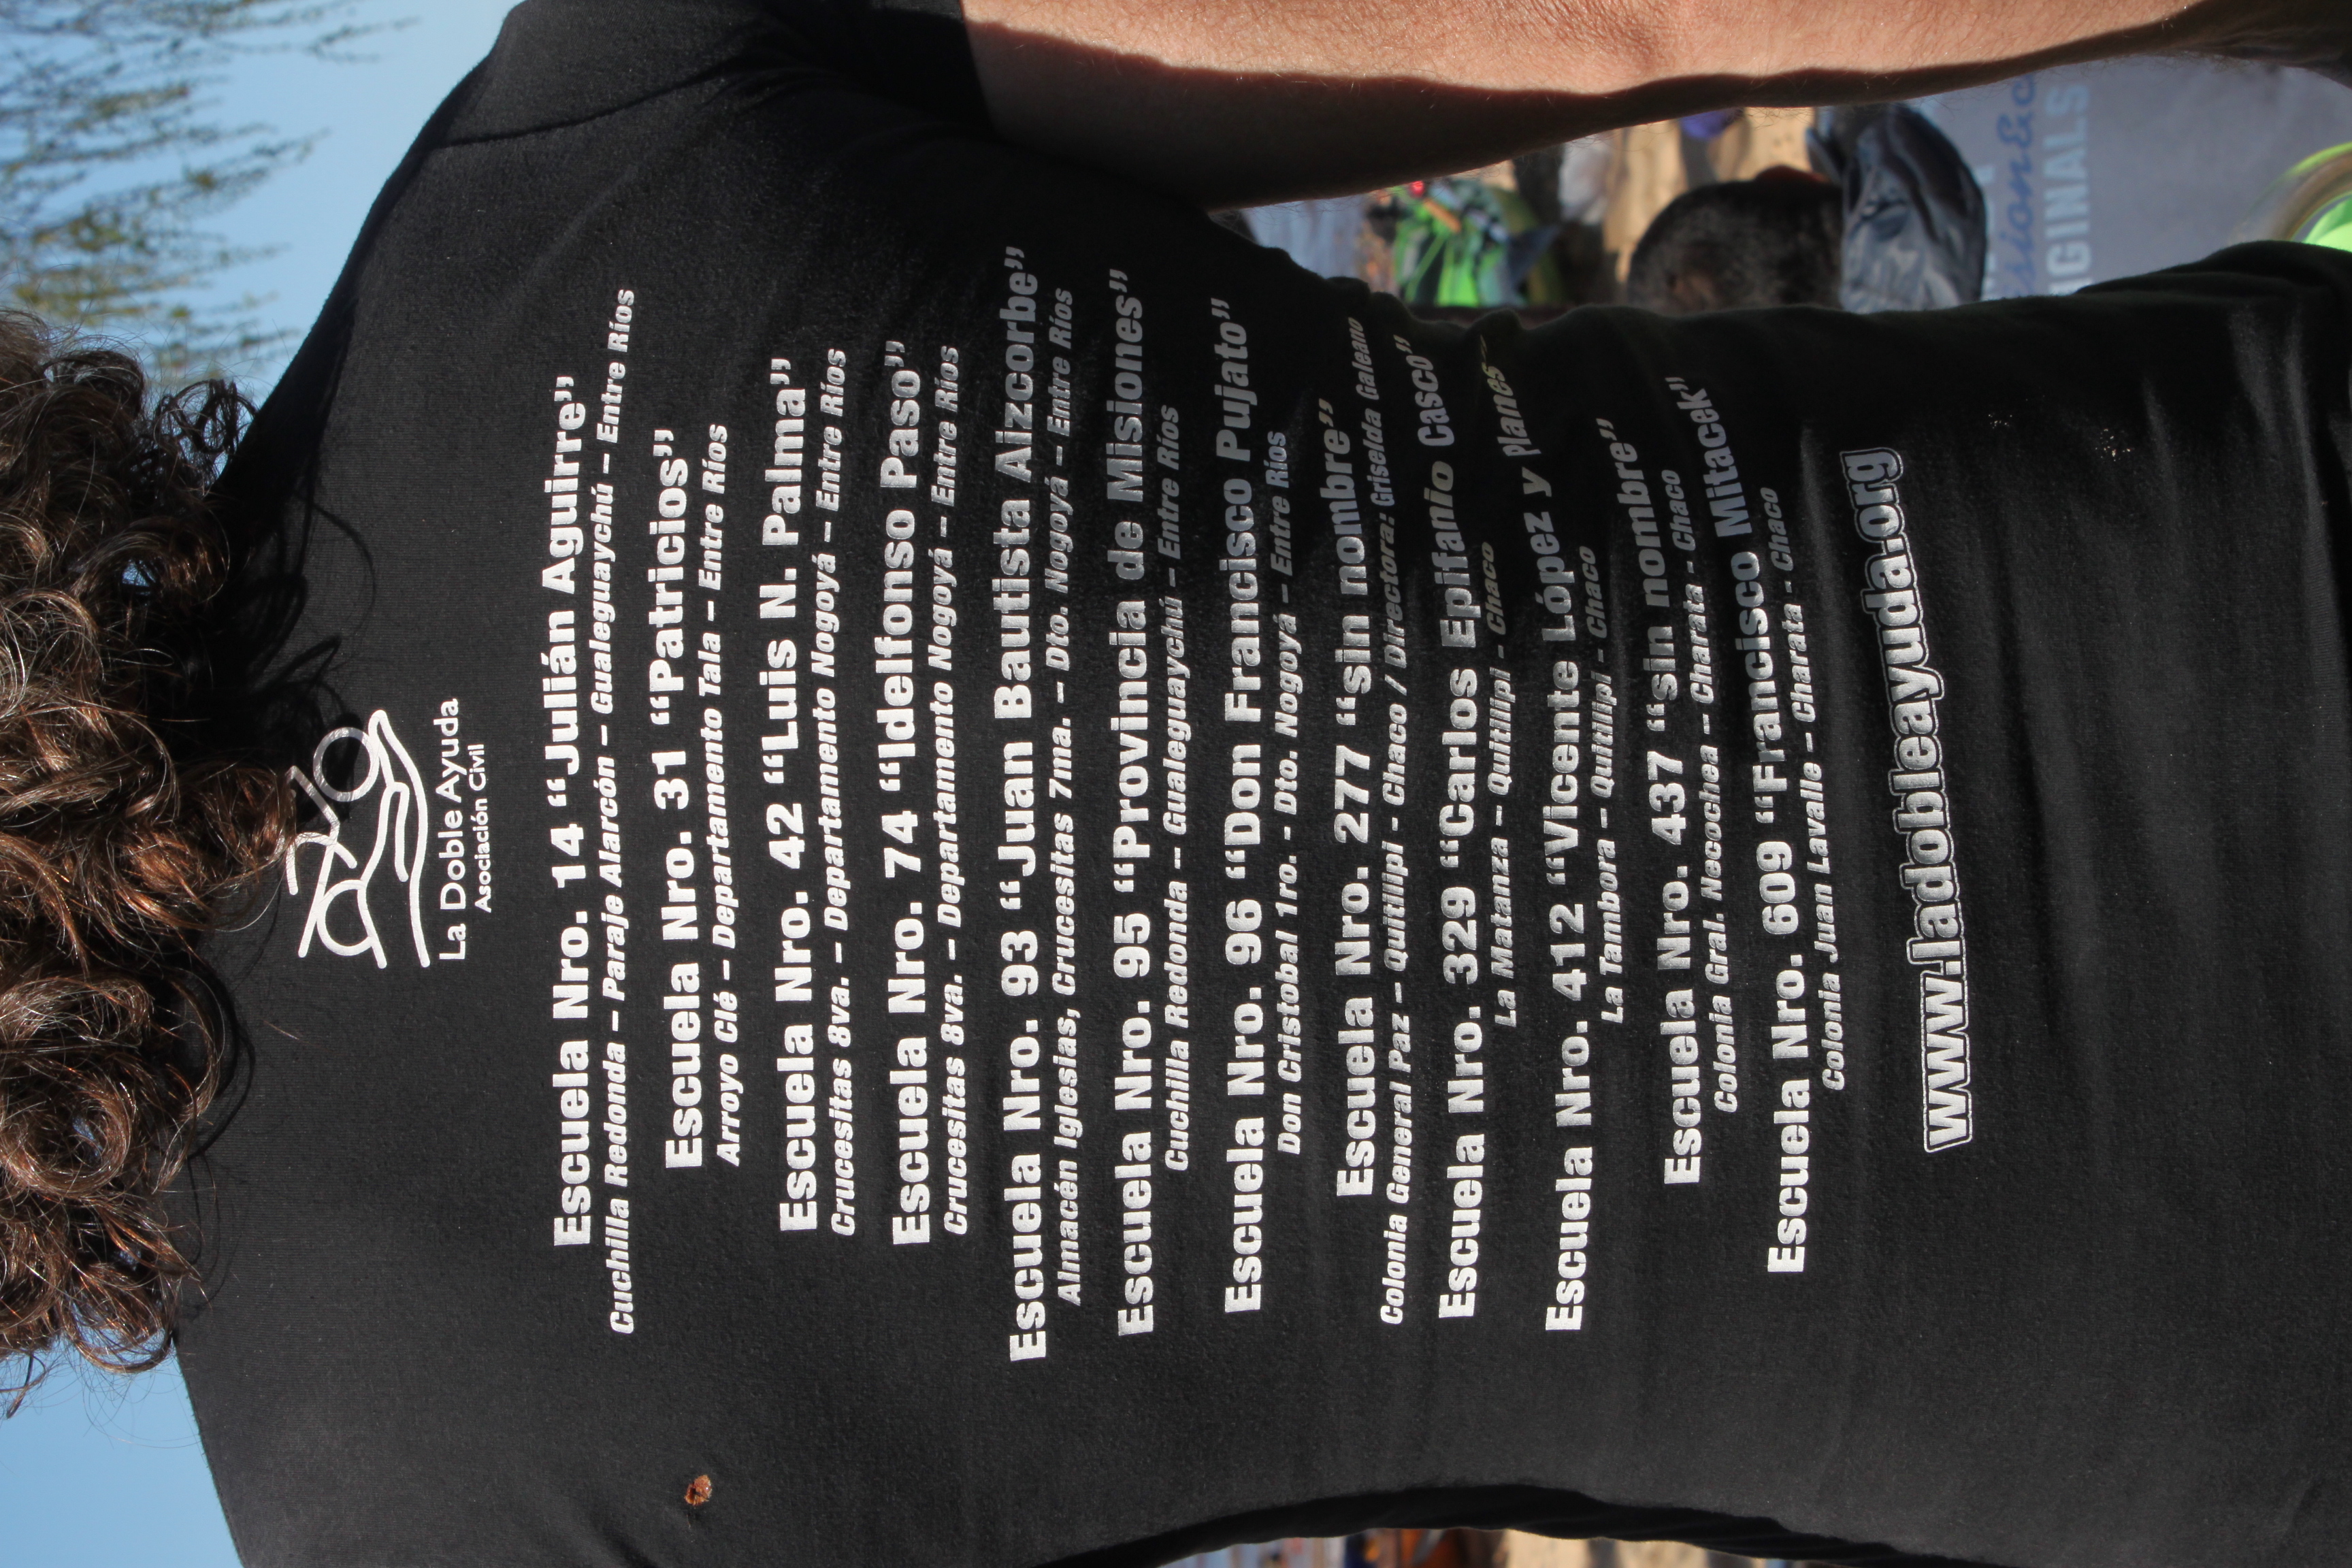 La Doble Ayuda
Asociación Civil
Escuela Nro. 14 “Julián Aguirre”
Cuchilla Redonda – Paraje Alarcón – Gualeguaychú – Entre Ríos
Escuela Nro. 31 “Patricios”
Arroyo Clé – Departamento Tala – Entre Ríos
Escuela Nro. 42 “Luis N. Palma”
Crucesitas 8va. – Departamento Nogoyá – Entre Ríos
Escuela Nro. 74 “Idelfonso Paso”
Crucesitas 8va. – Departamento Nogoyá – Entre Ríos
Escuela Nro. 93 “Juan Bautista Aizcorbe”
Almacén Iglesias, Crucesitas 7ma. – Dto. Nogoyá – Entre Ríos
Escuela Nro. 95 “Provincia de Misiones”
Cuchilla Redonda – Gualeguaychú – Entre Ríos
Escuela Nro. 96 “Don Francisco Pujato”
Don Cristobal 1ro. - Dto. Nogoyá – Entre Ríos
Escuela Nro. 277 “sin nombre”
Colonia General Paz – Quitilipi - Chaco / Directora: Griselda Galeano
Escuela Nro. 329 “Carlos Epifanio Casco”
La Matanza – Quitilipi - Chaco
Escuela Nro. 412 “Vicente López y Planes”
La Tambora – Quitilipi - Chaco
Escuela Nro. 437 “sin nombre”
Colonia Gral. Necochea – Charata - Chaco
Escuela Nro. 609 “Francisco Mitacek”
Colonia Juan Lavalle – Charata - Chaco
www.ladobleayuda.org